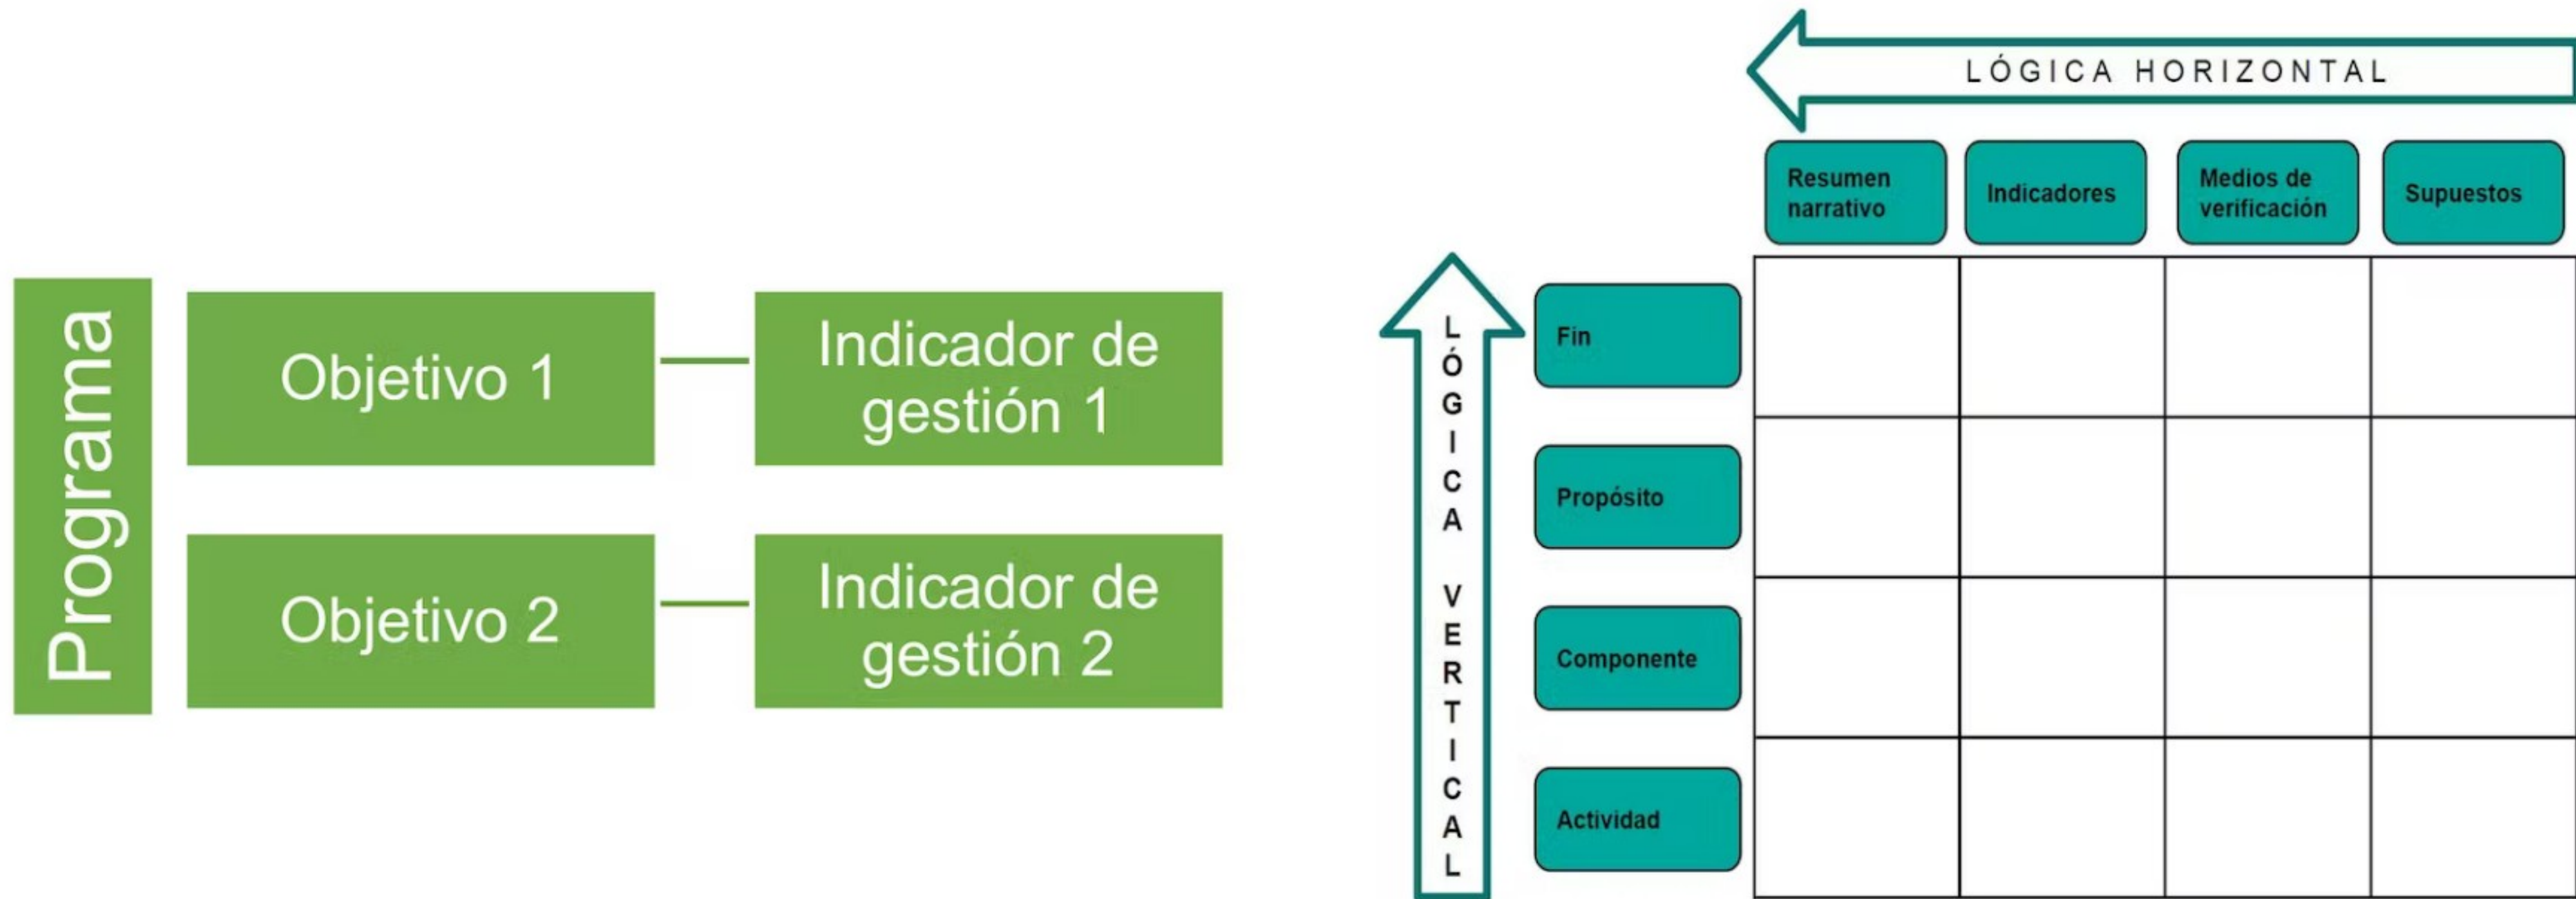 Programa
Objetivo 1
Indicador de
gestión 1
Objetivo 2
Indicador de
gestión 2
LÓGICA HORIZONTAL
Resumen
narrativo
Indicadores
Medios de
verificación
Supuestos
LÓGICA VERTICAL
Fin
Propósito
Componente
Actividad